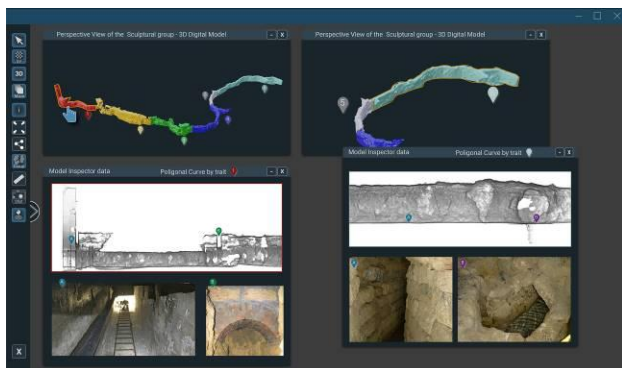 Perspective View of the Sculptural group - 3D Digital Model
- X
Perspective View of the Sculptural group - 3D Digital Model
- X
3D
Model Inspector data
Poligonal Curve by trait
- X
Model Inspector data
Poligonal Curve by trait
- X
X